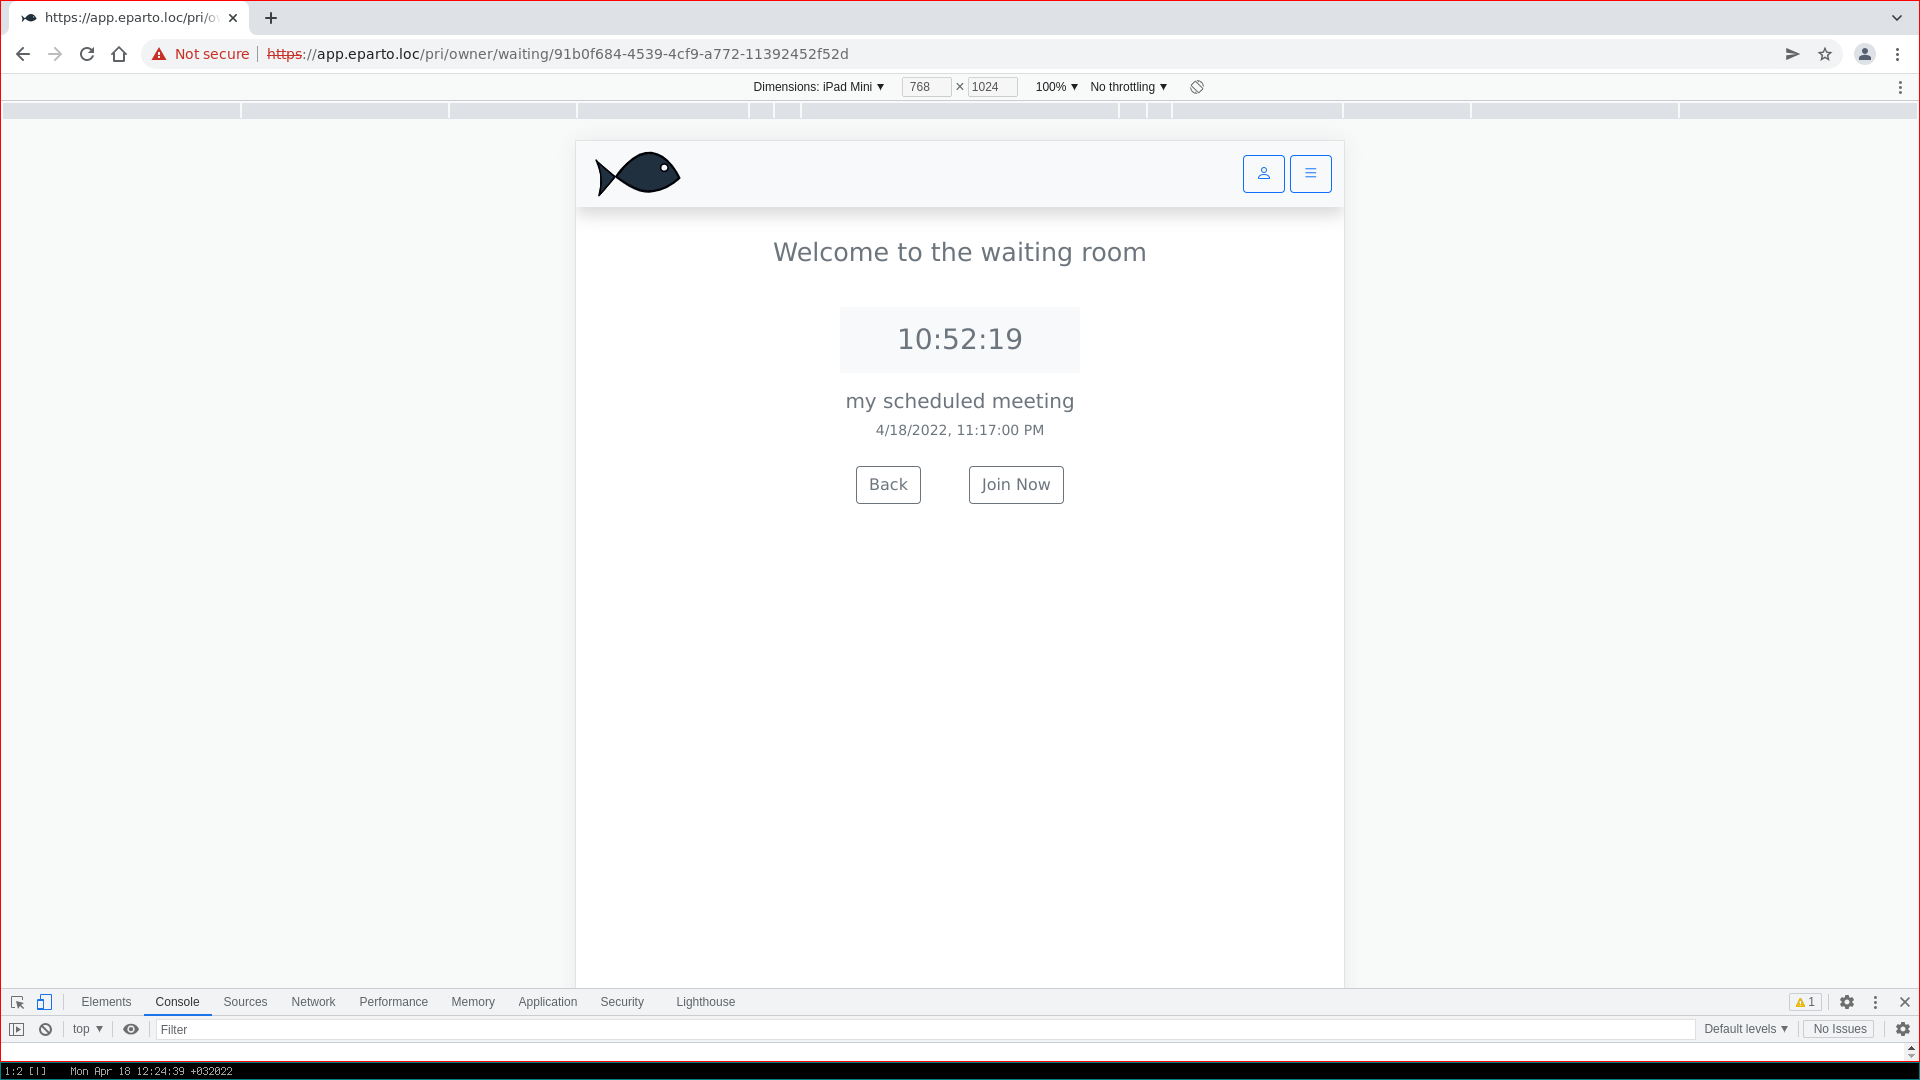 https://app.eparto.loc/pri/ov
Not secure https://app.eparto.loc/pri/owner/waiting/91b0f684-4539-4cf9-a772-11392452f52d
Dimensions: iPad Mini 768 × 1024 100% No throttling
Welcome to the waiting room
10:52:19
my scheduled meeting
4/18/2022, 11:17:00 PM
Back Join Now
Elements Console Sources Network Performance Memory Application Security Lighthouse 1
top Filter Default levels No Issues
1:2 [|] Mon Apr 18 12:24:39 +032022